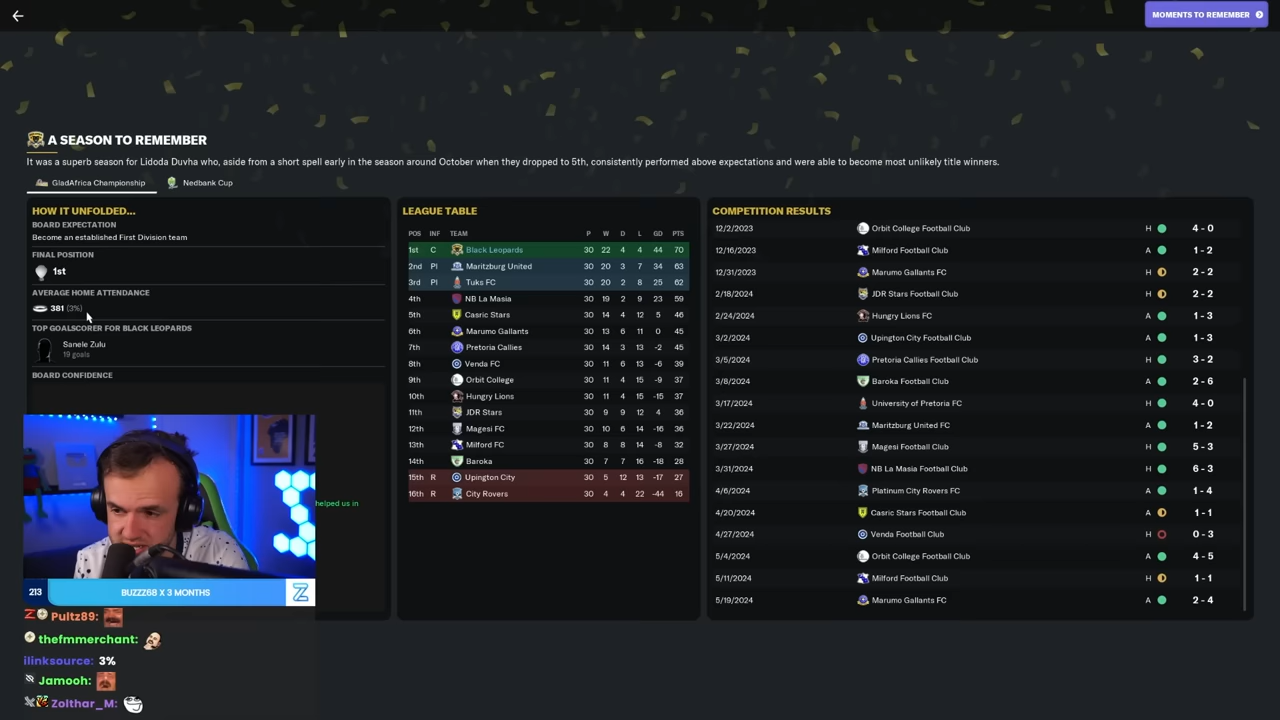 MOMENTS TO REMEMBER
A SEASON TO REMEMBER
It was a superb season for Lidoda Duvha who, aside from a short spell early in the season around October when they dropped to 5th, consistently performed above expectations and were able to become most unlikely title winners.
GladAfrica Championship Nedbank Cup
HOW IT UNFOLDED...
BOARD EXPECTATION
Become an established First Division team
FINAL POSITION
1st
AVERAGE HOME ATTENDANCE
381 (3%)
TOP GOALSCORER FOR BLACK LEOPARDS
Sanele Zulu
19 goals
BOARD CONFIDENCE
helped us in
LEAGUE TABLE
POS INF TEAM P W D L GD PTS
1st C Black Leopards 30 22 4 4 44 70
2nd Pl Maritzburg United 30 20 3 7 34 63
3rd Pl Tuks FC 30 20 2 8 25 62
4th NB La Masia 30 19 2 9 23 59
5th Casric Stars 30 14 4 12 5 46
6th Marumo Gallants 30 13 6 11 0 45
7th Pretoria Callies 30 14 3 13 -2 45
8th Venda FC 30 11 6 13 -6 39
9th Orbit College 30 11 4 15 -9 37
10th Hungry Lions 30 11 4 15 -15 37
11th JDR Stars 30 9 9 12 4 36
12th Magesi FC 30 10 6 14 -16 36
13th Milford FC 30 8 8 14 -8 32
14th Baroka 30 7 7 16 -18 28
15th R Upington City 30 5 12 13 -17 27
16th R City Rovers 30 4 4 22 -44 16
COMPETITION RESULTS
12/2/2023 Orbit College Football Club H 4 - 0
12/16/2023 Milford Football Club A 1 - 2
12/31/2023 Marumo Gallants FC H 2 - 2
2/18/2024 JDR Stars Football Club H 2 - 2
2/24/2024 Hungry Lions FC A 1 - 3
3/2/2024 Upington City Football Club A 1 - 3
3/5/2024 Pretoria Callies Football Club H 3 - 2
3/8/2024 Baroka Football Club A 2 - 6
3/17/2024 University of Pretoria FC H 4 - 0
3/22/2024 Maritzburg United FC A 1 - 2
3/27/2024 Magesi Football Club H 5 - 3
3/31/2024 NB La Masia Football Club H 6 - 3
4/6/2024 Platinum City Rovers FC A 1 - 4
4/20/2024 Casric Stars Football Club A 1 - 1
4/27/2024 Venda Football Club H 0 - 3
5/4/2024 Orbit College Football Club A 4 - 5
5/11/2024 Milford Football Club H 1 - 1
5/19/2024 Marumo Gallants FC A 2 - 4
213 BUZZZ68 X 3 MONTHS Z
Pultz89:
thefmmerchant:
ilinksource: 3%
Jamooh:
Zolthar_M: